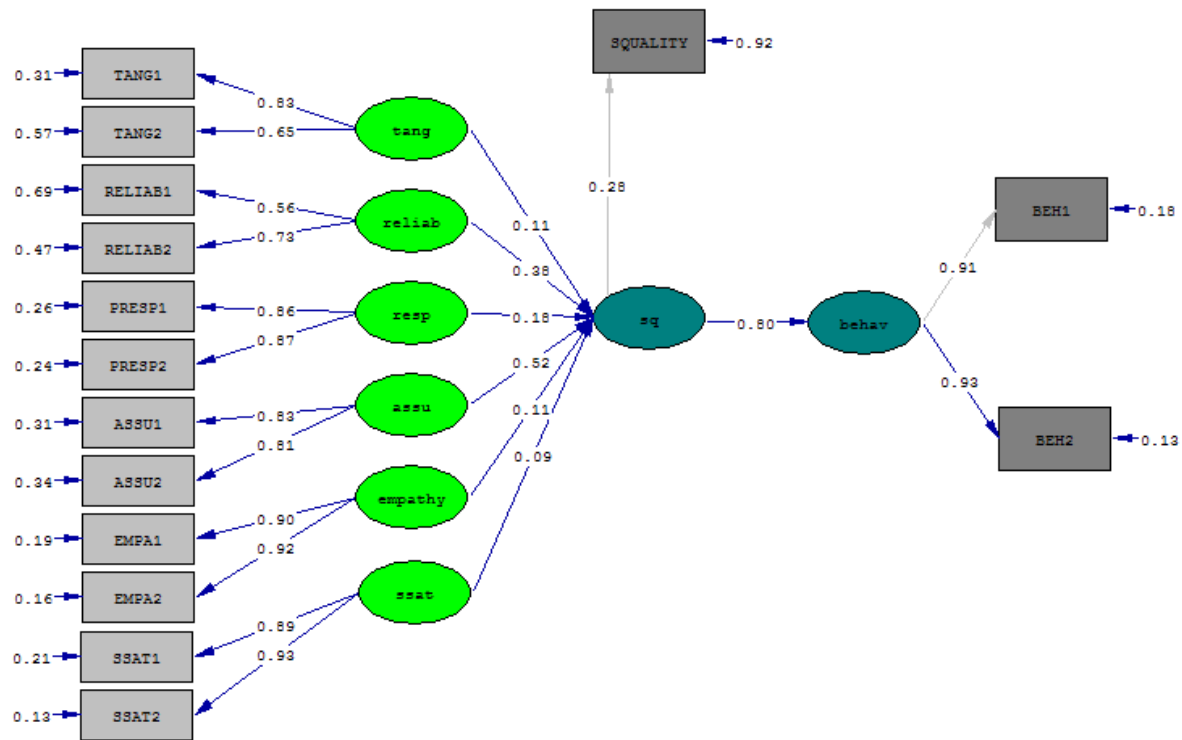 SQUALITY 0.92
0.31 TANG1
0.83
tang
0.57 TANG2
0.65
0.69 RELIAB1
0.56
reliab
0.11
0.28
BEH1 0.18
0.47 RELIAB2
0.73
0.38
0.91
0.26 PRESP1
0.86
resp
0.18
sq
0.80
behav
0.24 PRESP2
0.87
0.52
0.93
0.31 ASSU1
0.83
assu
0.11
0.34 ASSU2
0.81
0.09
BEH2 0.13
0.19 EMPA1
0.90
empathy
0.16 EMPA2
0.92
ssat
0.21 SSAT1
0.89
0.13 SSAT2
0.93